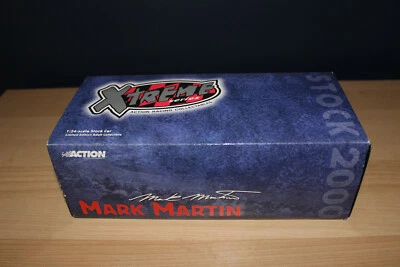 XTREME
series
ACTION RACING COLLECTABLES
1/24-scale Stock Car
Limited Edition Adult Collectible
ACTION
Mark Martin
MARK MARTIN
STOCK 2000